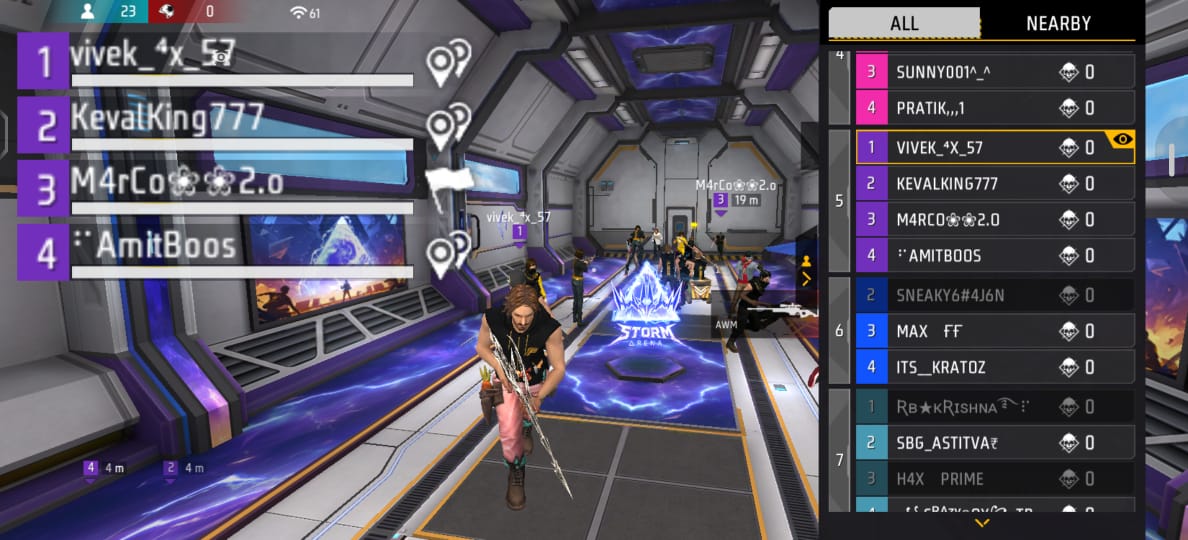 23 0 61
1 vivek_⁴x_57
2 KevalKing777
3 M4rCo❀❀2.o
4 ⠋AmitBoos
M4rCo❀❀2.o
3 19 m
vivek_⁴x_57
1
STORM
ARENA
AWM
4 4 m 2 4 m
ALL NEARBY
4
3 SUNNY001^_^ 0
4 PRATIK,,,1 0
5
1 VIVEK_⁴X_57 0
2 KEVALKING777 0
3 M4RCO❀❀2.O 0
4 ⠋AMITBOOS 0
6
2 SNEAKY6#4J6N 0
3 MAX ꜰꜰ 0
4 ITS__KRATOZ 0
7
1 Rʙ★ᴋRɪsʜɴᴀ 0
2 SBG_ASTITVA₹ 0
3 H4X PRIME 0